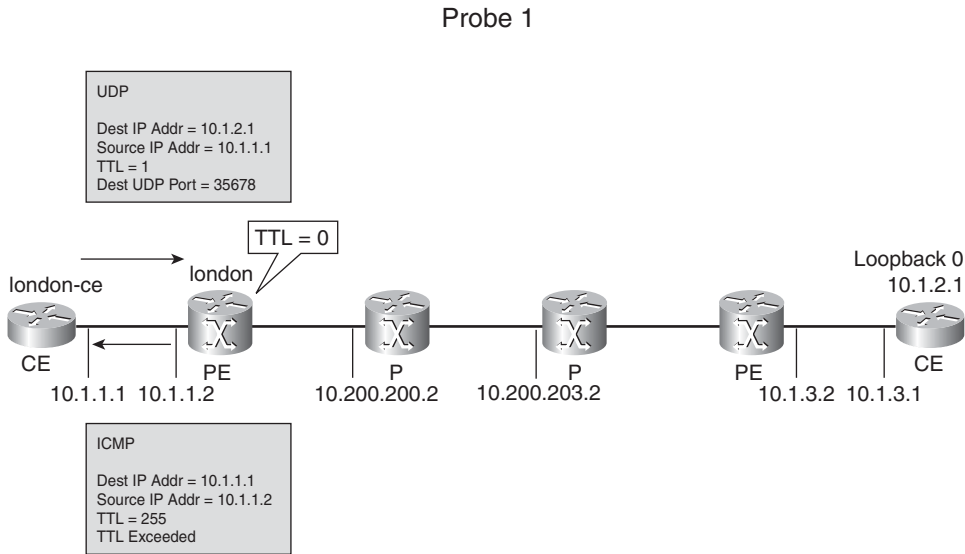 Probe 1
UDP
Dest IP Addr = 10.1.2.1
Source IP Addr = 10.1.1.1
TTL = 1
Dest UDP Port = 35678
TTL = 0
london-ce
london
Loopback 0
10.1.2.1
CE
PE
P
P
PE
CE
10.1.1.1
10.1.1.2
10.200.200.2
10.200.203.2
10.1.3.2
10.1.3.1
ICMP
Dest IP Addr = 10.1.1.1
Source IP Addr = 10.1.1.2
TTL = 255
TTL Exceeded